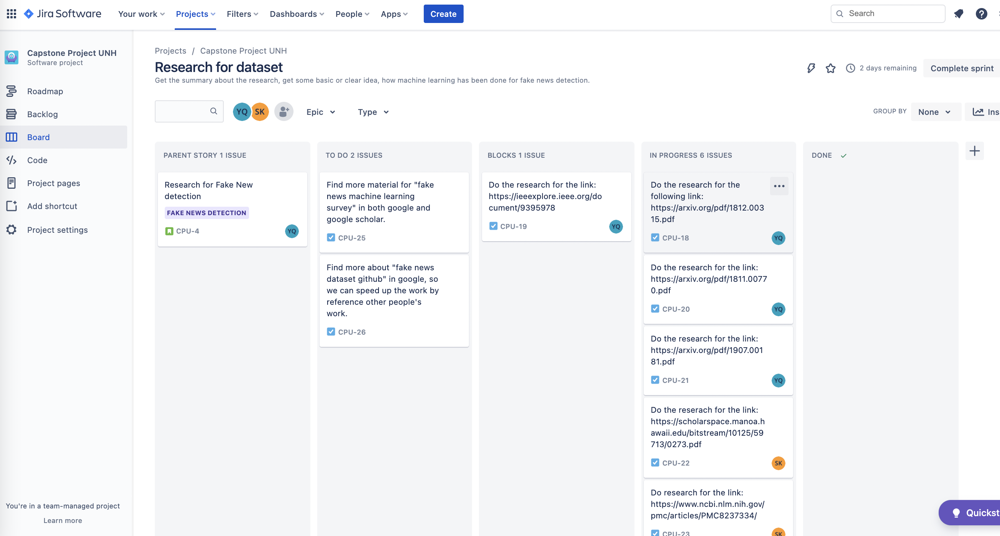 Jira Software
Your work
Projects
Filters
Dashboards
People
Apps
Create
Search
Capstone Project UNH
Software project
Roadmap
Backlog
Board
Code
Project pages
Add shortcut
Project settings
You're in a team-managed project
Learn more
Projects / Capstone Project UNH
Research for dataset
Get the summary about the research, get some basic or clear idea, how machine learning has been done for fake news detection.
2 days remaining
Complete sprint
YQ
SK
Epic
Type
GROUP BY
None
Ins
PARENT STORY 1 ISSUE
Research for Fake New
detection
FAKE NEWS DETECTION
CPU-4
YQ
TO DO 2 ISSUES
Find more material for "fake
news machine learning
survey" in both google and
google scholar.
CPU-25
Find more about "fake news
dataset github" in google, so
we can speed up the work by
reference other people's
work.
CPU-26
BLOCKS 1 ISSUE
Do the research for the link:
https://ieeexplore.ieee.org/do
cument/9395978
CPU-19
YQ
IN PROGRESS 6 ISSUES
Do the research for the
following link:
https://arxiv.org/pdf/1812.003
15.pdf
CPU-18
YQ
Do the research for the link:
https://arxiv.org/pdf/1811.0077
0.pdf
CPU-20
YQ
Do the research for the link:
https://arxiv.org/pdf/1907.001
81.pdf
CPU-21
YQ
Do the reserach for the link:
https://scholarspace.manoa.h
awaii.edu/bitstream/10125/59
713/0273.pdf
CPU-22
SK
Do research for the link:
https://www.ncbi.nlm.nih.gov/
pmc/articles/PMC8237334/
CPU-23
SK
DONE
Quickst